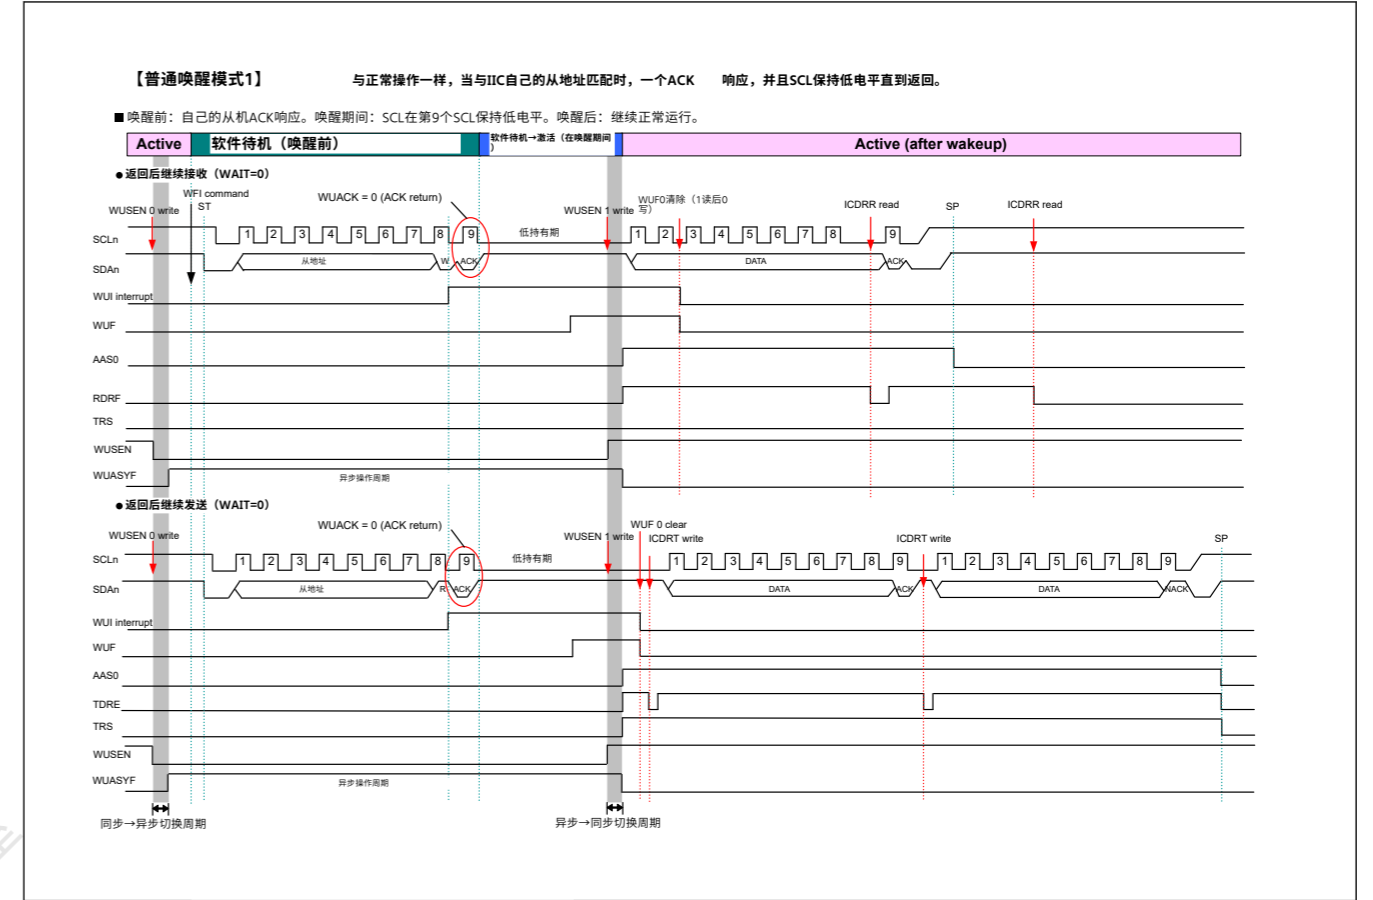 【普通唤醒模式1】 与正常操作一样，当与IIC自己的从地址匹配时，一个ACK 响应，并且SCL保持低电平直到返回。
■ 唤醒前：自己的从机ACK响应。唤醒期间：SCL在第9个SCL保持低电平。唤醒后：继续正常运行。
Active 软件待机（唤醒前） 软件待机→激活（在唤醒期间） Active (after wakeup)
● 返回后继续接收（WAIT=0）
WFI command
ST
WUSEN 0 write
WUACK = 0 (ACK return)
WUSEN 1 write
WUF0清除（1读后0写）
ICDRR read
SP
ICDRR read
SCLn 1 2 3 4 5 6 7 8 9 低持有期 1 2 3 4 5 6 7 8 9
SDAn 从地址 W ACK DATA ACK
WUI interrupt
WUF
AAS0
RDRF
TRS
WUSEN
WUASYF 异步操作周期
● 返回后继续发送（WAIT=0）
WUSEN 0 write
WUACK = 0 (ACK return)
WUSEN 1 write
WUF 0 clear
ICDRT write
ICDRT write
SP
SCLn 1 2 3 4 5 6 7 8 9 低持有期 1 2 3 4 5 6 7 8 9 1 2 3 4 5 6 7 8 9
SDAn 从地址 R ACK DATA ACK DATA NACK
WUI interrupt
WUF
AAS0
TDRE
TRS
WUSEN
WUASYF 异步操作周期
同步→异步切换周期 异步→同步切换周期